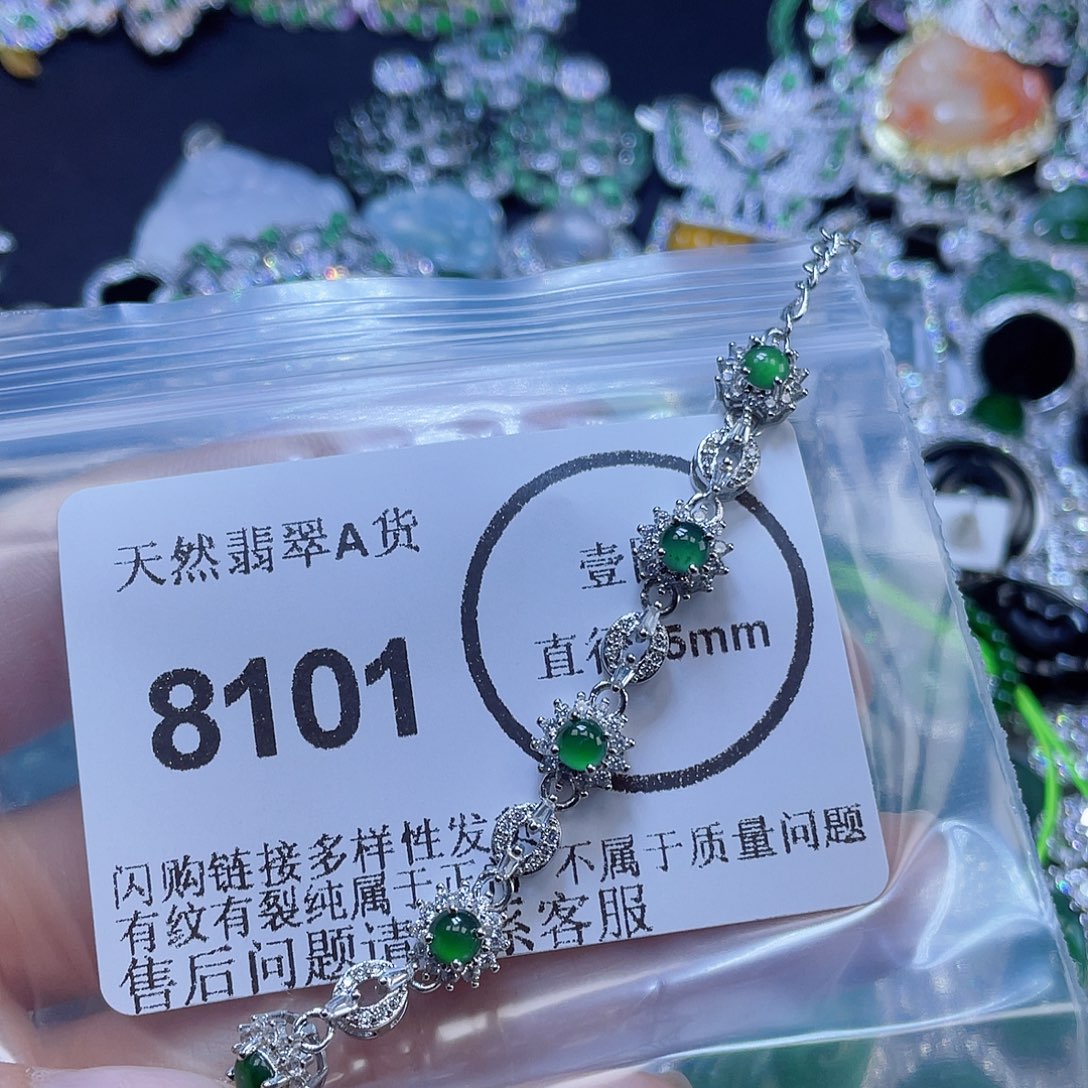 天然翡翠A货
8101
壹
直径 5mm
闪购链接多样性发 不属于质量问题
有纹有裂纯属于正
售后问题请 系客服